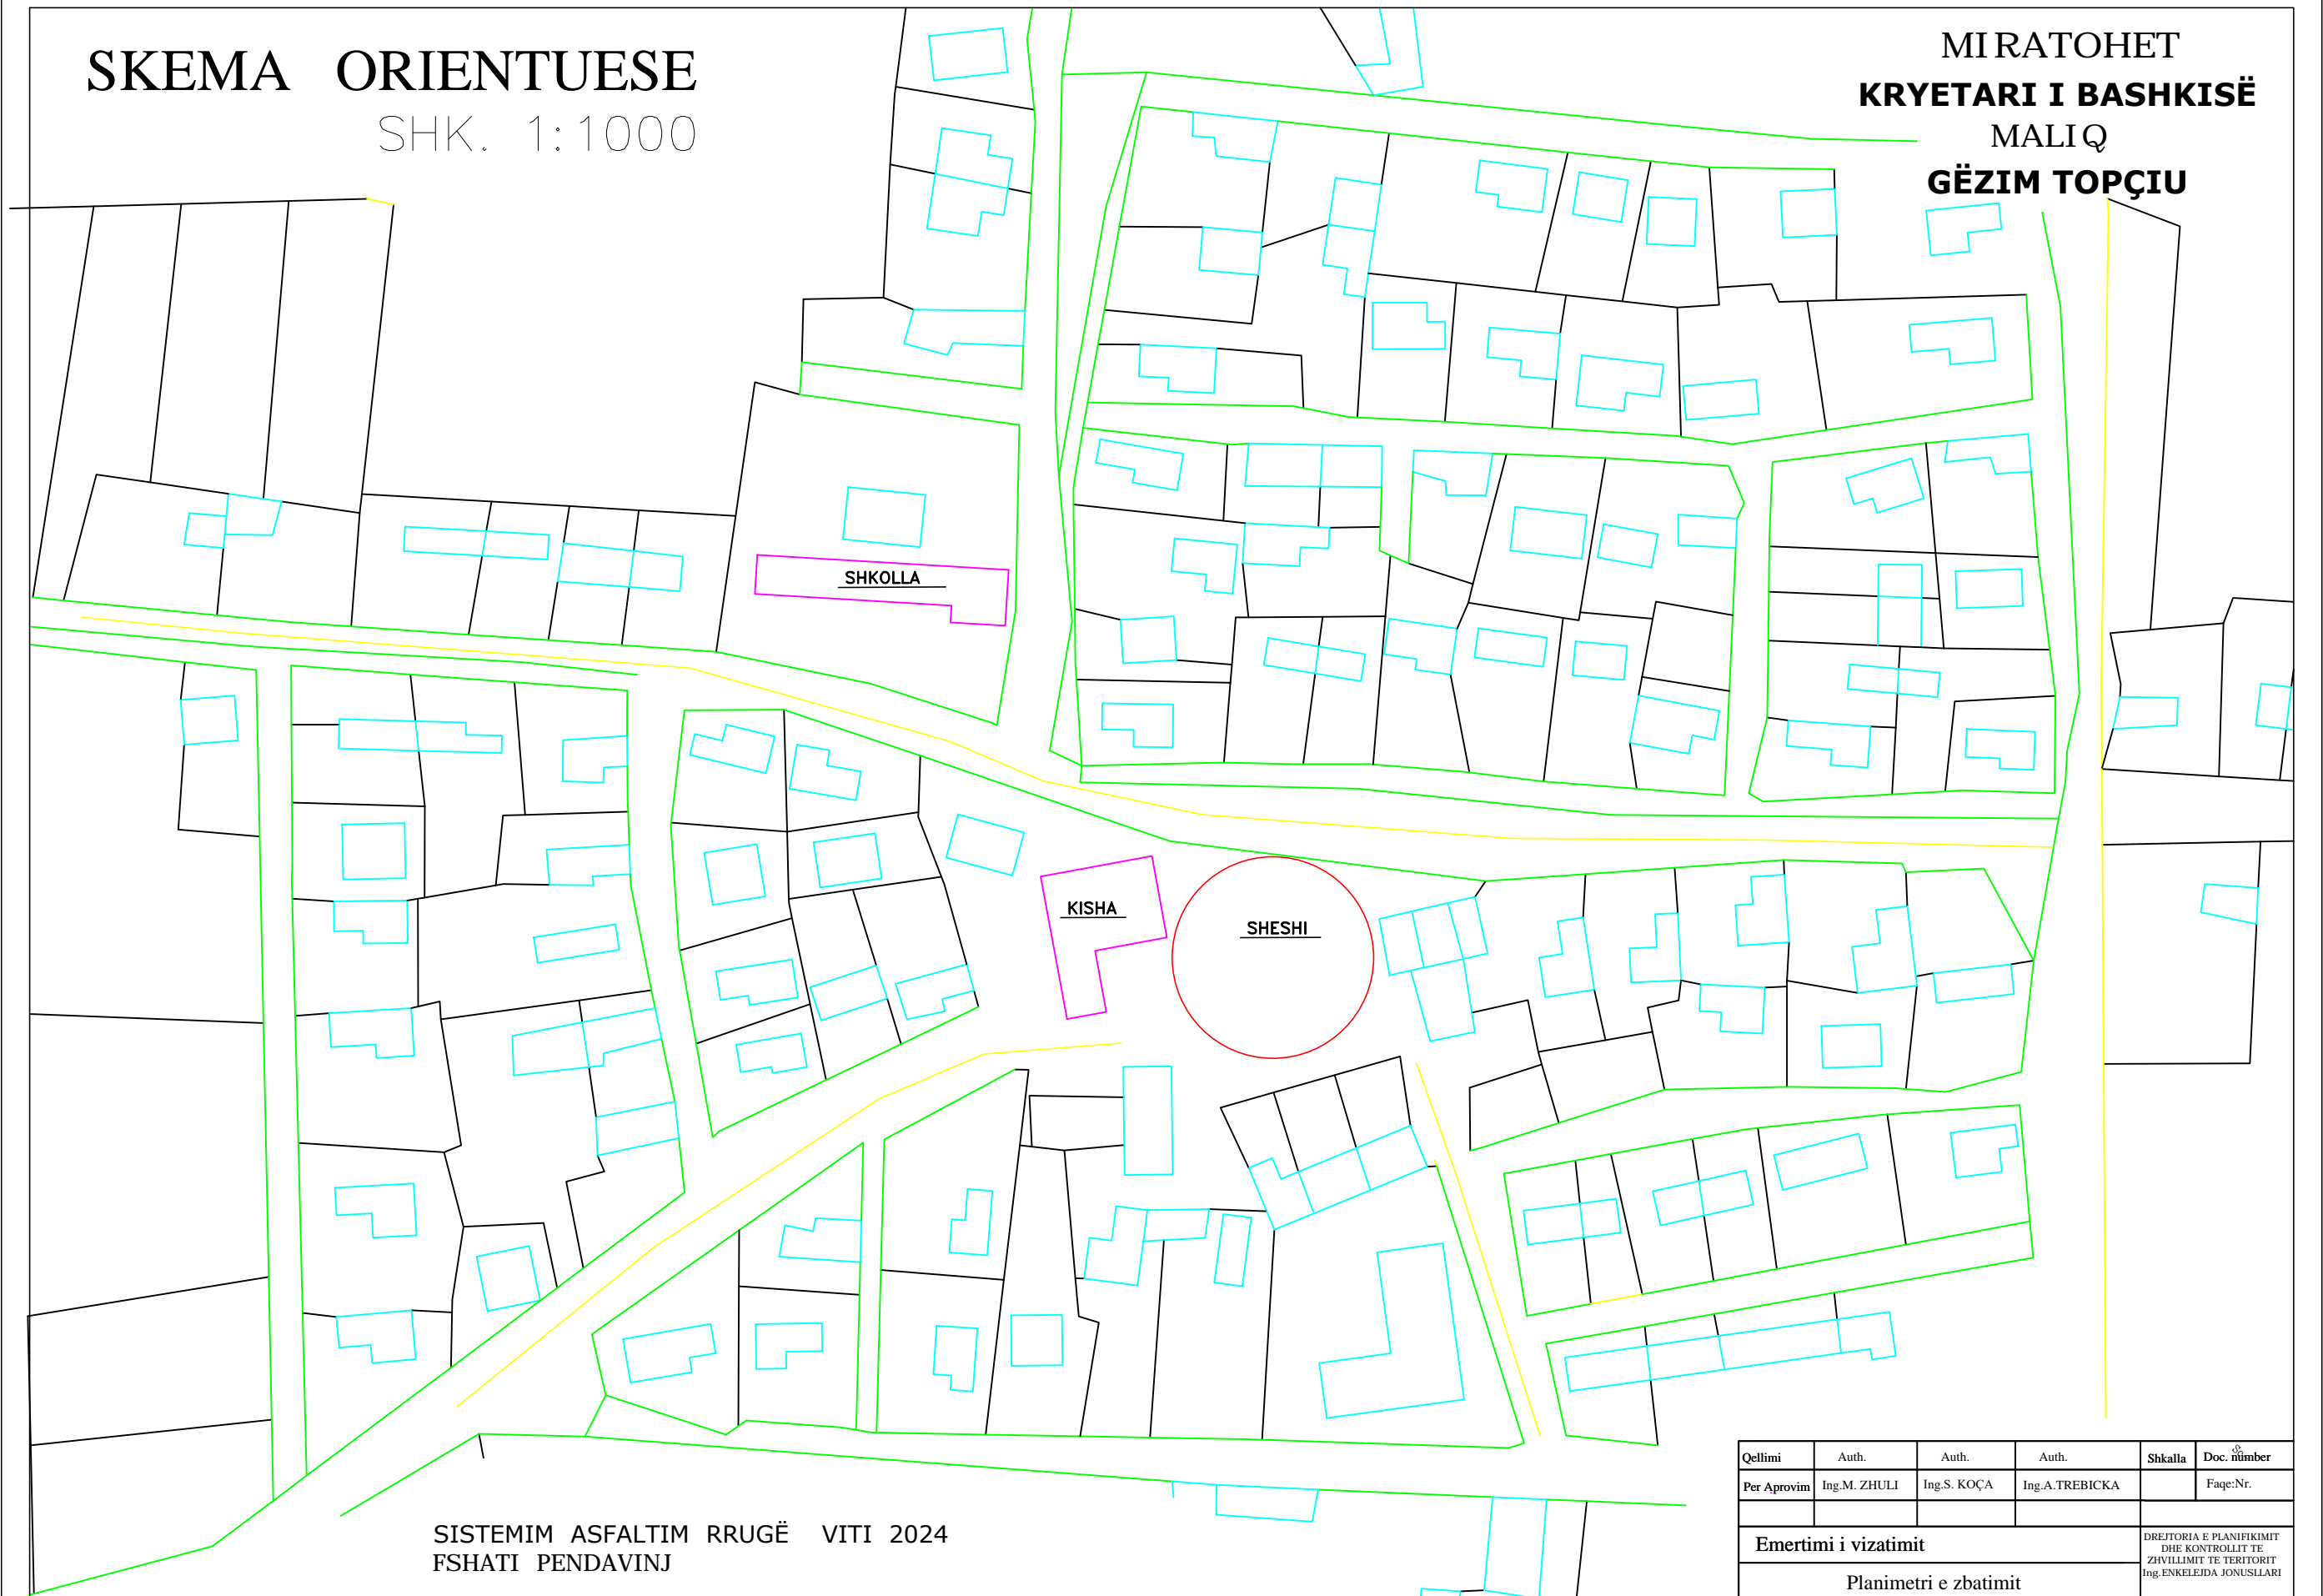 SKEMA ORIENTUESE
SHK. 1:1000
MIRATOHET
KRYETARI I BASHKISË
MALIQ
GËZIM TOPÇIU
SHKOLLA
KISHA
SHESHI
SISTEMIM ASFALTIM RRUGË VITI 2024
FSHATI PENDAVINJ
Qellimi Auth. Auth. Auth. Shkalla Doc. number
Per Aprovim Ing.M. ZHULI Ing.S. KOÇA Ing.A.TREBICKA Faqe:Nr.
Emertimi i vizatimit
Planimetri e zbatimit
DREJTORIA E PLANIFIKIMIT
DHE KONTROLLIT TE
ZHVILLIMIT TE TERITORIT
Ing.ENKELEJDA JONUSLLARI